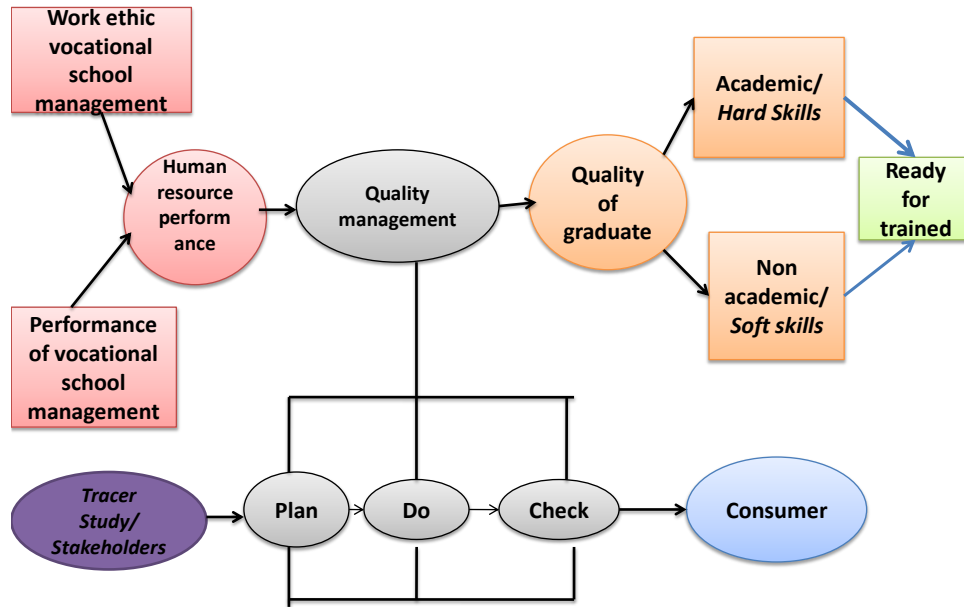 Work ethic
vocational
school
management
Human
resource
perform
ance
Performance
of vocational
school
management
Quality
management
Quality
of
graduate
Academic/
Hard Skills
Non
academic/
Soft skills
Ready
for
trained
Tracer
Study/
Stakeholders
Plan
Do
Check
Consumer